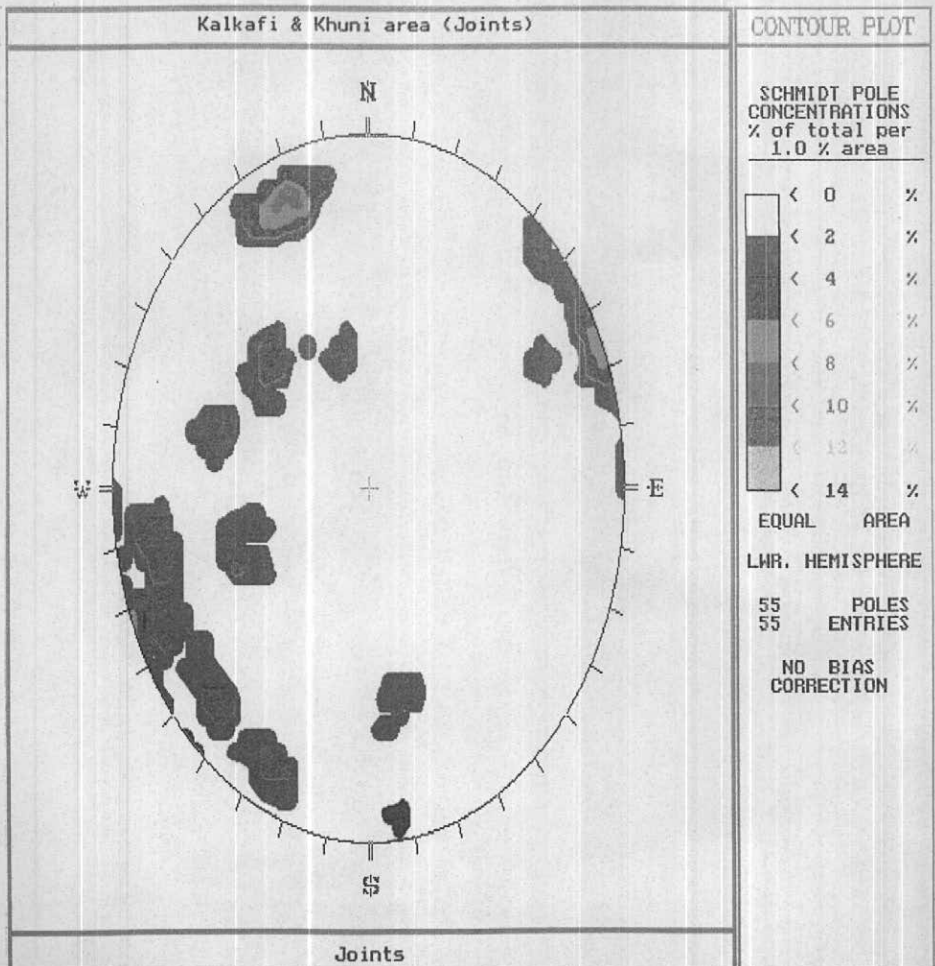 Kalkafi & Khuni area (Joints)
CONTOUR PLOT
N
W
E
S
SCHMIDT POLE
CONCENTRATIONS
% of total per
1.0 % area
< 0 %
< 2 %
< 4 %
< 6 %
< 8 %
< 10 %
< 12 %
< 14 %
EQUAL AREA
LWR. HEMISPHERE
55 POLES
55 ENTRIES
NO BIAS
CORRECTION
Joints